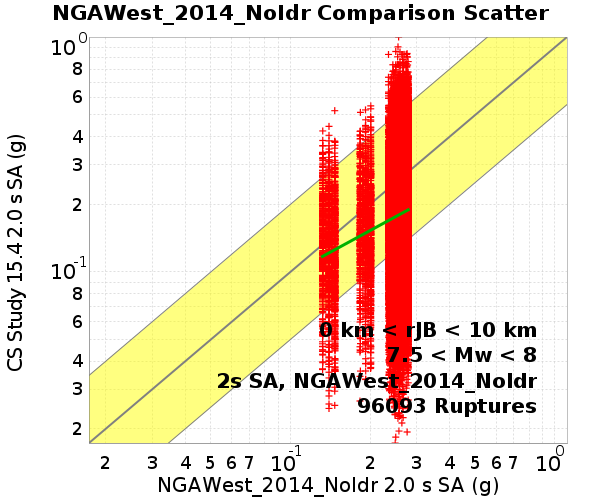 NGAWest_2014_NoIdr Comparison Scatter
10^0
8
6
4
3
2
10^-1
8
6
4
3
2
CS Study 15.4 2.0 s SA (g)
0 km < rJB < 10 km
7.5 < Mw < 8
2s SA, NGAWest_2014_NoIdr
96093 Ruptures
2 3 4 5 6 7 10^-1 2 3 4 5 6 7 10^0
NGAWest_2014_NoIdr 2.0 s SA (g)